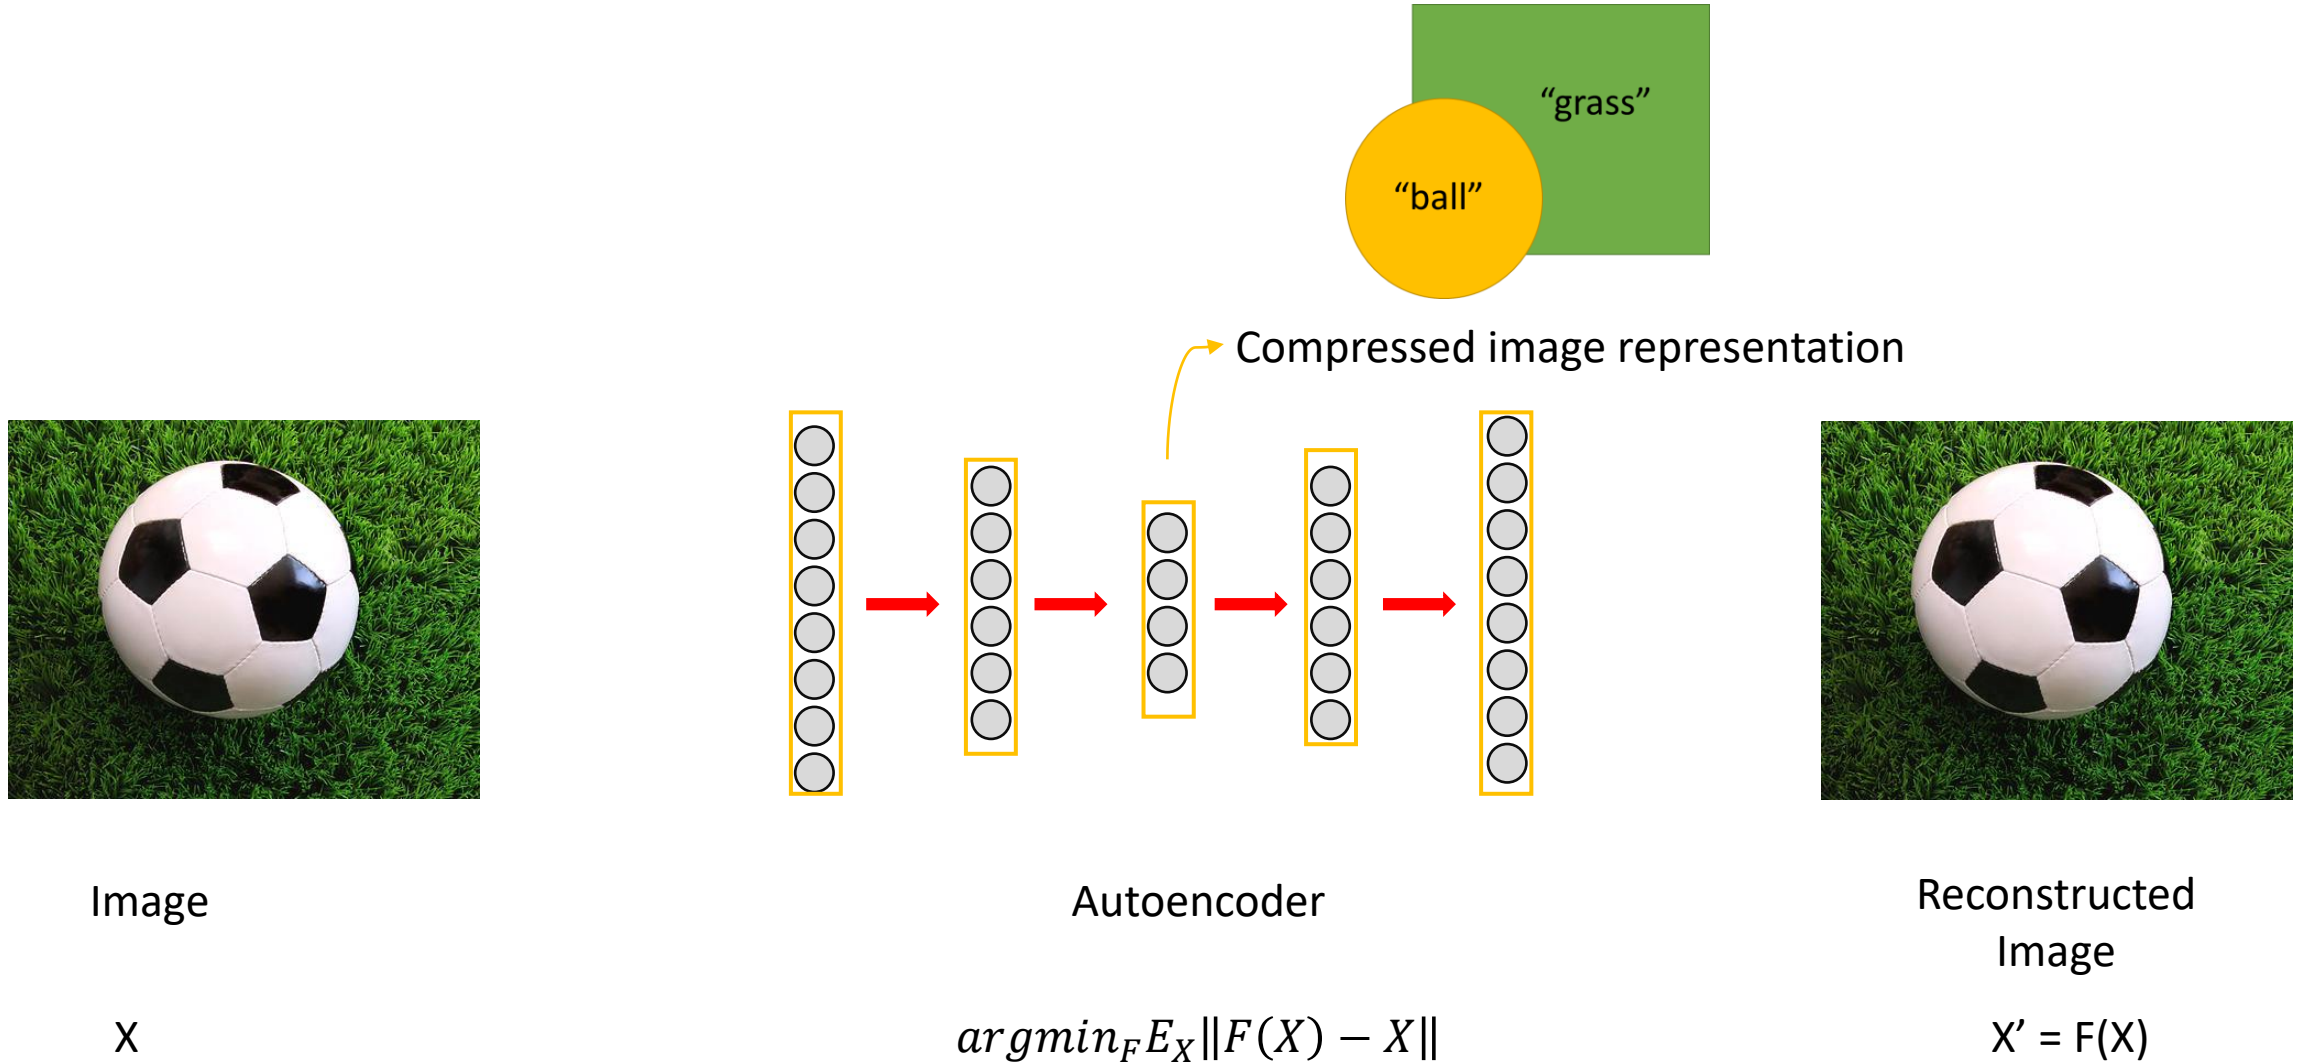 “grass”
“ball”
Compressed image representation
Image
Autoencoder
Reconstructed
Image
X
argmin_F E_X‖F(X) − X‖
X’ = F(X)